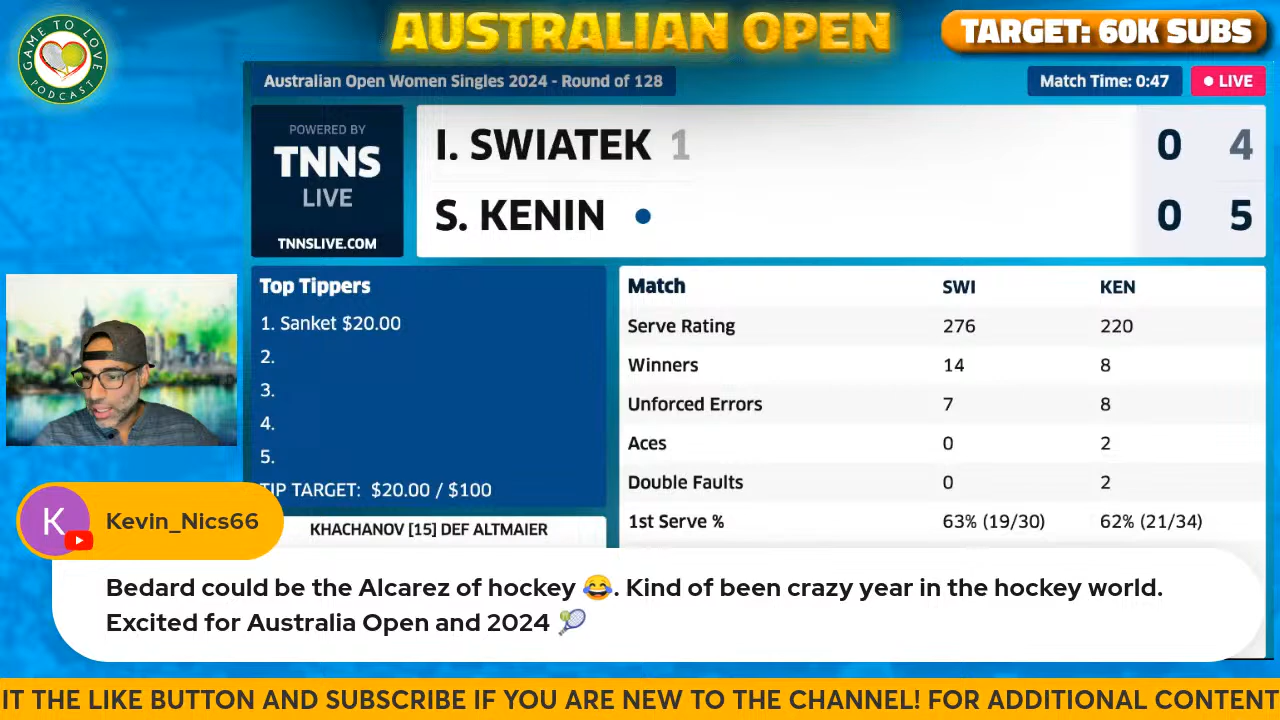 GAME TO LOVE
PODCAST
AUSTRALIAN OPEN
TARGET: 60K SUBS
Australian Open Women Singles 2024 - Round of 128
Match Time: 0:47
LIVE
POWERED BY
TNNS
LIVE
TNNSLIVE.COM
I. SWIATEK 1 0 4
S. KENIN 0 5
Top Tippers
1. Sanket $20.00
2.
3.
4.
5.
TIP TARGET: $20.00 / $100
KHACHANOV [15] DEF ALTMAIER
Match SWI KEN
Serve Rating 276 220
Winners 14 8
Unforced Errors 7 8
Aces 0 2
Double Faults 0 2
1st Serve % 63% (19/30) 62% (21/34)
K
Kevin_Nics66
Bedard could be the Alcarez of hockey 😂. Kind of been crazy year in the hockey world.
Excited for Australia Open and 2024 🎾
IT THE LIKE BUTTON AND SUBSCRIBE IF YOU ARE NEW TO THE CHANNEL! FOR ADDITIONAL CONTENT